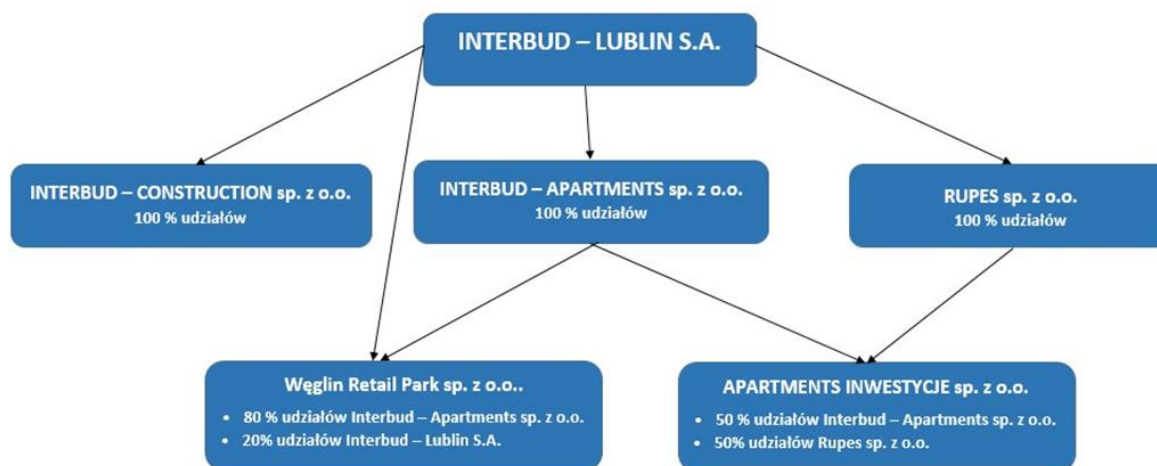 INTERBUD – LUBLIN S.A.
INTERBUD – CONSTRUCTION sp. z o.o.
100 % udziałów
INTERBUD – APARTMENTS sp. z o.o.
100 % udziałów
RUPES sp. z o.o.
100 % udziałów
Węglin Retail Park sp. z o.o..
• 80 % udziałów Interbud – Apartments sp. z o.o.
• 20% udziałów Interbud – Lublin S.A.
APARTMENTS INWESTYCJE sp. z o.o.
• 50 % udziałów Interbud – Apartments sp. z o.o.
• 50% udziałów Rupes sp. z o.o.